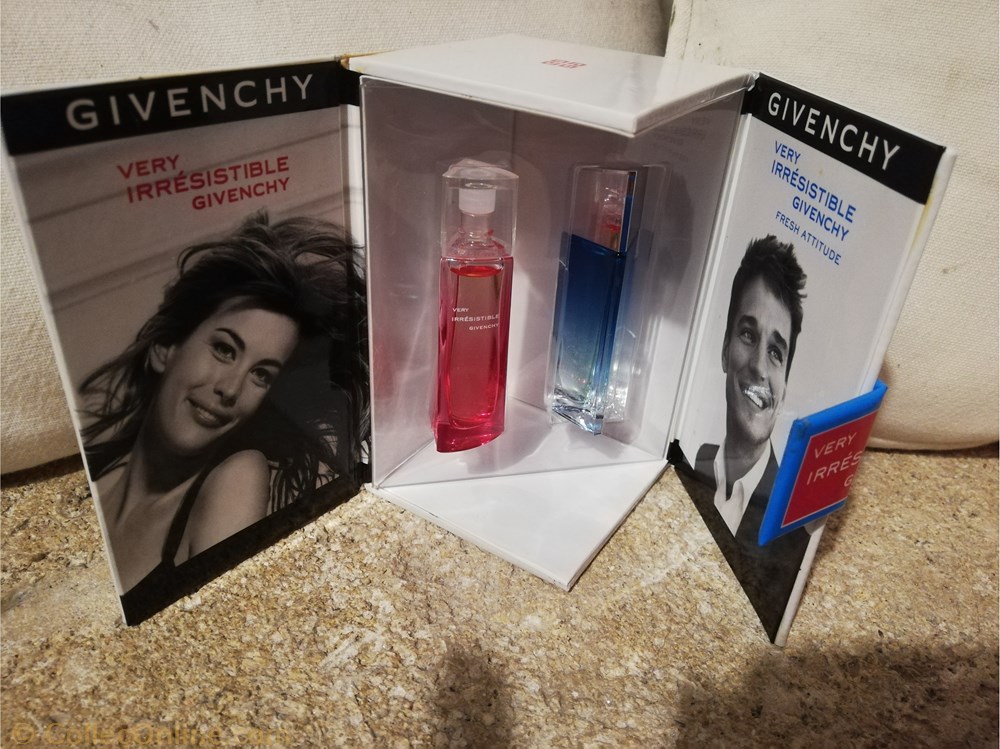 GIVENCHY
VERY
IRRÉSISTIBLE
GIVENCHY
VERY
IRRÉSISTIBLE
GIVENCHY
GIVENCHY
VERY
IRRÉSISTIBLE
GIVENCHY
FRESH ATTITUDE
VERY
IRRÉS
G